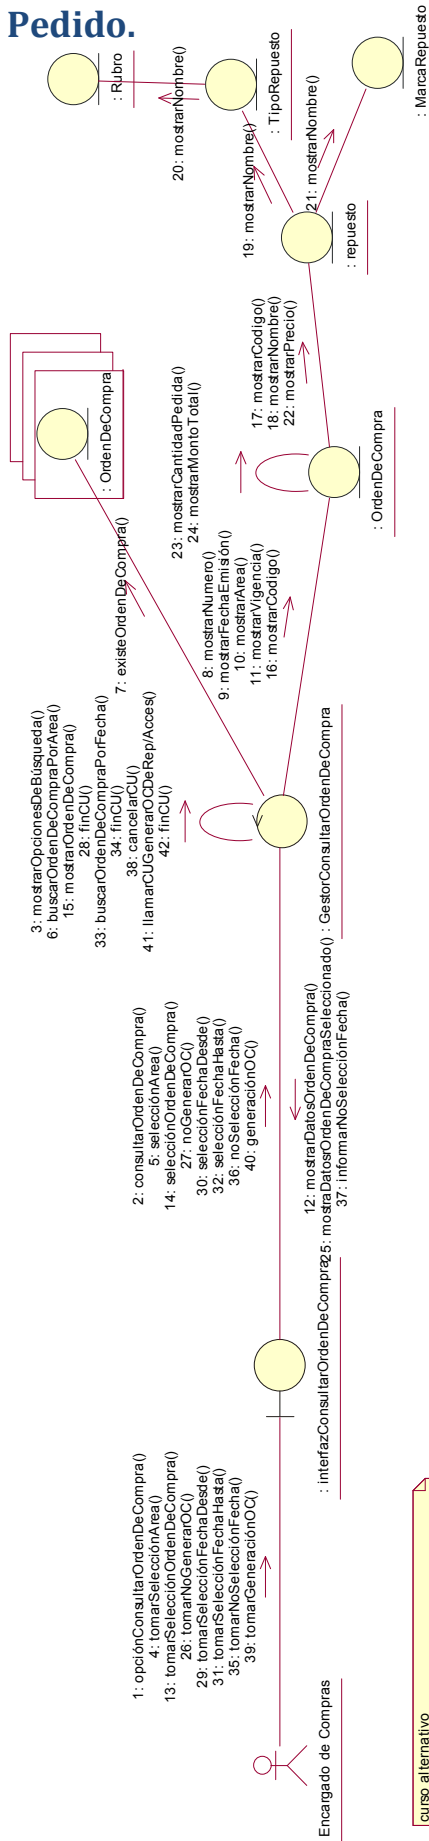 Pedido.
: Rubro
20: mostrarNombre()
: TipoRepuesto
19: mostrarNombre()
21: mostrarNombre()
: MarcaRepuesto
: repuesto
17: mostrarCodigo()
18: mostrarNombre()
22: mostrarPrecio()
: OrdenDeCompra
23: mostrarCantidadPedida()
24: mostrarMontoTotal()
: OrdenDeCompra
7: existeOrdenDeCompra()
8: mostrarNumero()
9: mostrarFechaEmisión()
10: mostrarArea()
11: mostrarVigencia()
16: mostrarCodigo()
3: mostrarOpcionesDeBúsqueda()
6: buscarOrdenDeCompraPorArea()
15: mostrarOrdenDeCompra()
28: finCU()
33: buscarOrdenDeCompraPorFecha()
34: finCU()
38: cancelarCU()
41: llamarCUGenerarOCDeRep/Acces()
42: finCU()
: GestorConsultarOrdenDeCompra
2: consultarOrdenDeCompra()
5: selecciónArea()
14: selecciónOrdenDeCompra()
27: noGenerarOC()
30: selecciónFechaDesde()
32: selecciónFechaHasta()
36: noSelecciónFecha()
40: generaciónOC()
12: mostrarDatosOrdenDeCompra()
25: mostraDatosrOrdenDeCompraSeleccionado()
37: informarNoSelecciónFecha()
: interfazConsultarOrdenDeCompra
1: opciónConsultarOrdenDeCompra()
4: tomarSelecciónArea()
13: tomarSelecciónOrdenDeCompra()
26: tomarNoGenerarOC()
29: tomarSelecciónFechaDesde()
31: tomarSelecciónFechaHasta()
35: tomarNoSelecciónFecha()
39: tomarGeneraciónOC()
Encargado de Compras
curso alternativo